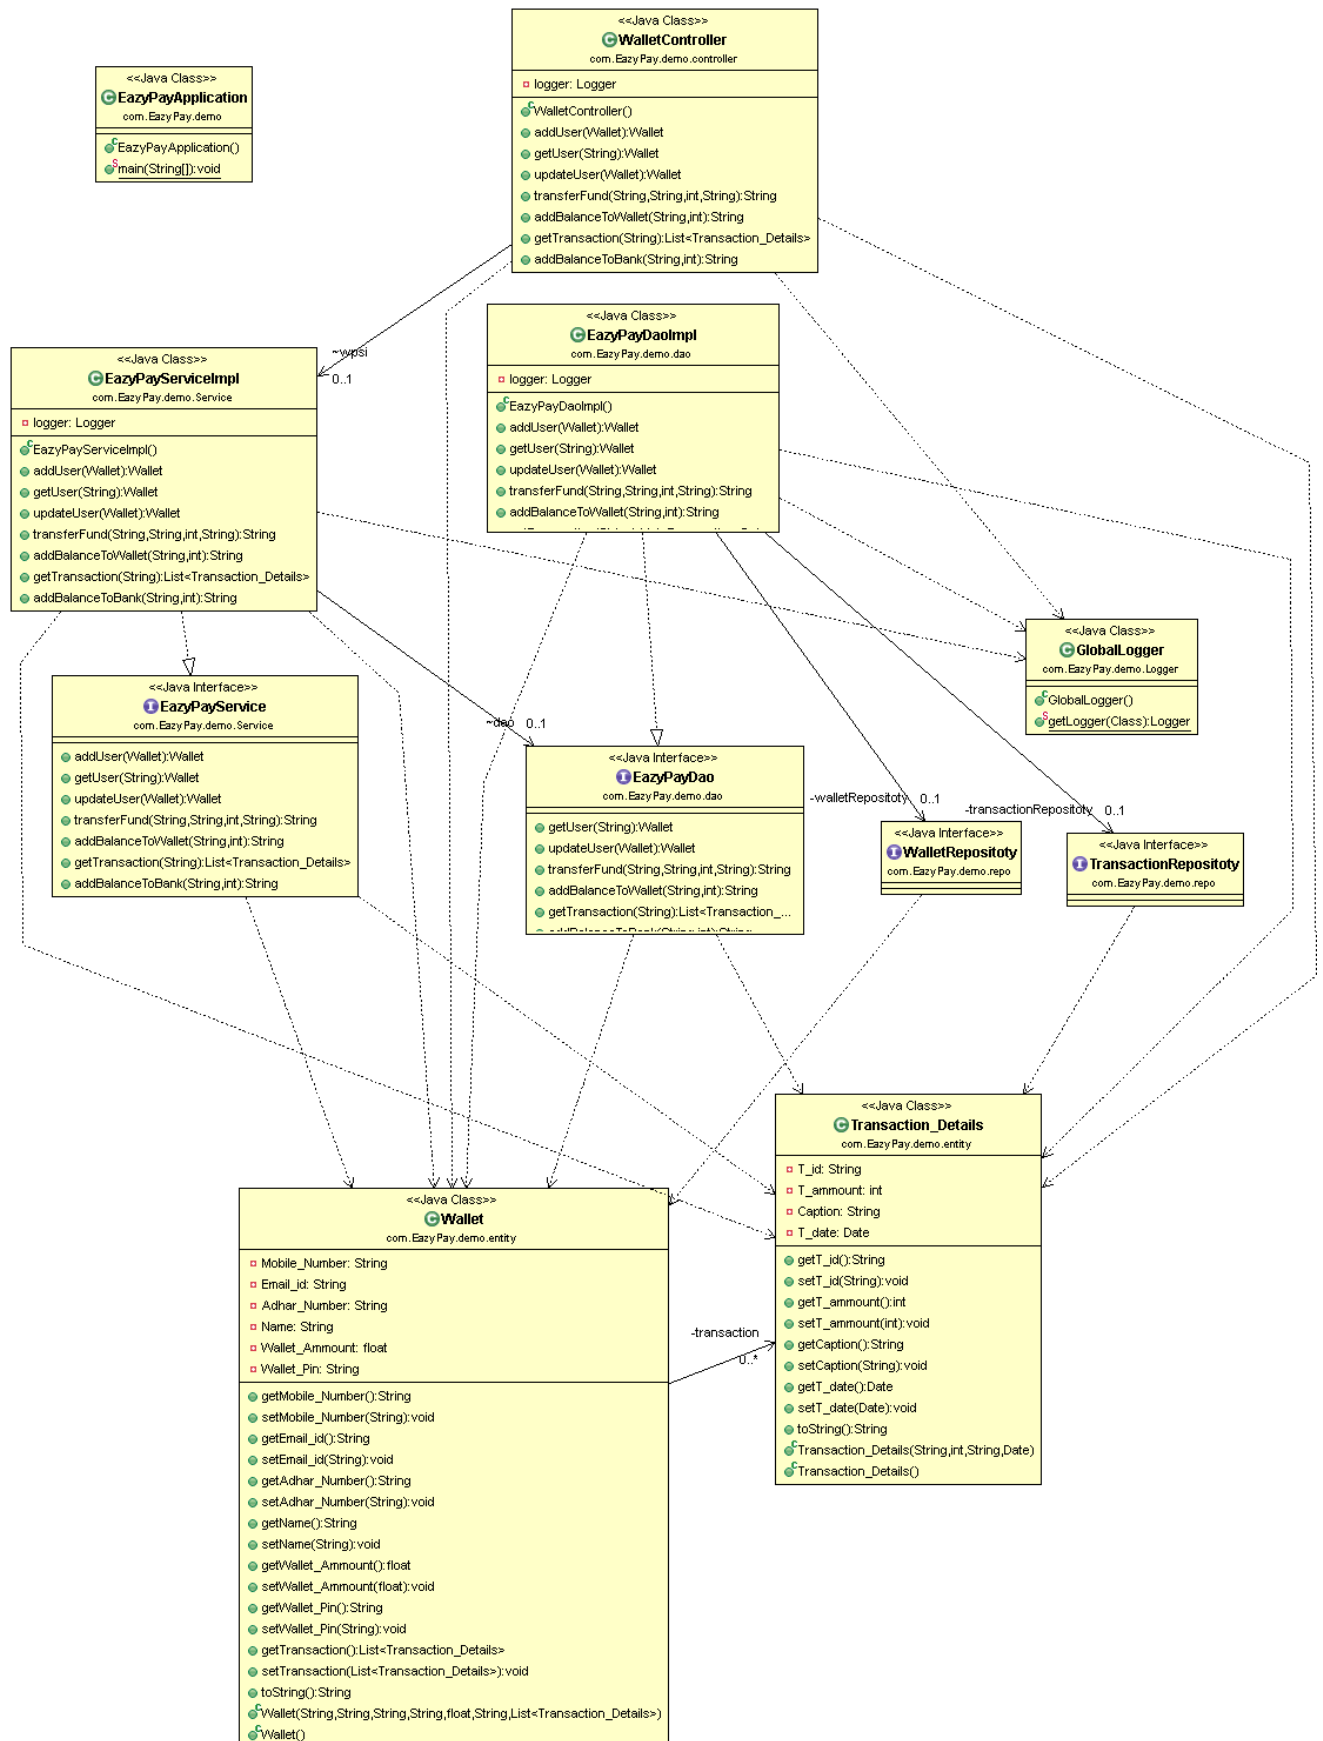 <<Java Class>>
WalletController
com.EazyPay.demo.controller
logger: Logger
WalletController()
addUser(Wallet):Wallet
getUser(String):Wallet
updateUser(Wallet):Wallet
transferFund(String,String,int,String):String
addBalanceToWallet(String,int):String
getTransaction(String):List<Transaction_Details>
addBalanceToBank(String,int):String
<<Java Class>>
EazyPayApplication
com.EazyPay.demo
EazyPayApplication()
main(String[]):void
<<Java Class>>
EazyPayDaoImpl
com.EazyPay.demo.dao
logger: Logger
EazyPayDaoImpl()
addUser(Wallet):Wallet
getUser(String):Wallet
updateUser(Wallet):Wallet
transferFund(String,String,int,String):String
addBalanceToWallet(String,int):String
~wpsi
0..1
<<Java Class>>
EazyPayServiceImpl
com.EazyPay.demo.Service
logger: Logger
EazyPayServiceImpl()
addUser(Wallet):Wallet
getUser(String):Wallet
updateUser(Wallet):Wallet
transferFund(String,String,int,String):String
addBalanceToWallet(String,int):String
getTransaction(String):List<Transaction_Details>
addBalanceToBank(String,int):String
<<Java Class>>
GlobalLogger
com.EazyPay.demo.Logger
GlobalLogger()
getLogger(Class):Logger
<<Java Interface>>
EazyPayService
com.EazyPay.demo.Service
addUser(Wallet):Wallet
getUser(String):Wallet
updateUser(Wallet):Wallet
transferFund(String,String,int,String):String
addBalanceToWallet(String,int):String
getTransaction(String):List<Transaction_Details>
addBalanceToBank(String,int):String
~dao 0..1
<<Java Interface>>
EazyPayDao
com.EazyPay.demo.dao
getUser(String):Wallet
updateUser(Wallet):Wallet
transferFund(String,String,int,String):String
addBalanceToWallet(String,int):String
getTransaction(String):List<Transaction_...
addBalanceToBank(String,int):String
-walletRepositoty 0..1
<<Java Interface>>
WalletRepositoty
com.EazyPay.demo.repo
-transactionRepositoty 0..1
<<Java Interface>>
TransactionRepositoty
com.EazyPay.demo.repo
<<Java Class>>
Transaction_Details
com.EazyPay.demo.entity
T_id: String
T_ammount: int
Caption: String
T_date: Date
getT_id():String
setT_id(String):void
getT_ammount():int
setT_ammount(int):void
getCaption():String
setCaption(String):void
getT_date():Date
setT_date(Date):void
toString():String
Transaction_Details(String,int,String,Date)
Transaction_Details()
<<Java Class>>
Wallet
com.EazyPay.demo.entity
Mobile_Number: String
Email_id: String
Adhar_Number: String
Name: String
Wallet_Ammount: float
Wallet_Pin: String
getMobile_Number():String
setMobile_Number(String):void
getEmail_id():String
setEmail_id(String):void
getAdhar_Number():String
setAdhar_Number(String):void
getName():String
setName(String):void
getWallet_Ammount():float
setWallet_Ammount(float):void
getWallet_Pin():String
setWallet_Pin(String):void
getTransaction():List<Transaction_Details>
setTransaction(List<Transaction_Details>):void
toString():String
Wallet(String,String,String,String,float,String,List<Transaction_Details>)
Wallet()
-transaction
0..*